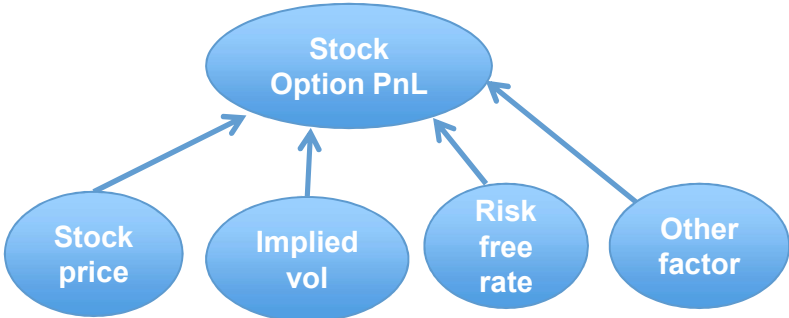 Stock
Option PnL
Stock
price
Implied
vol
Risk
free
rate
Other
factor